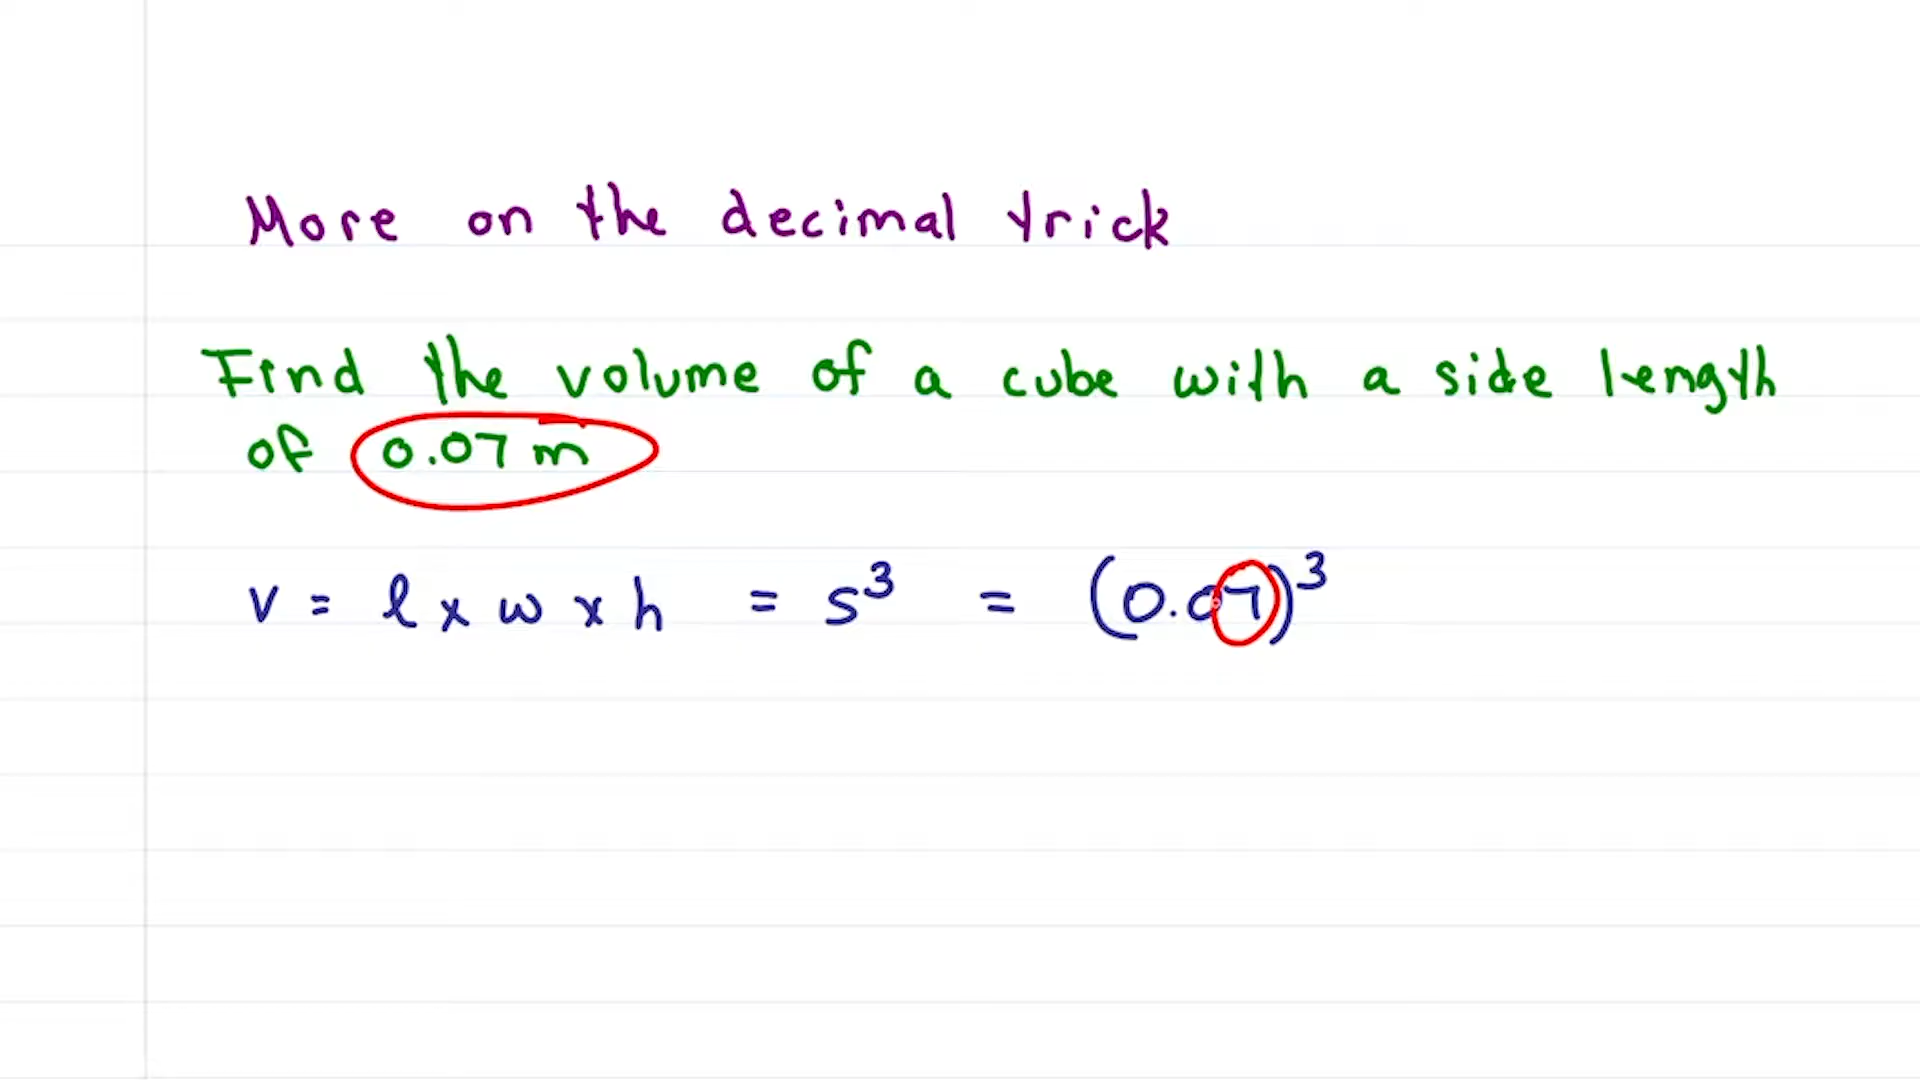 More on the decimal trick
Find the volume of a cube with a side length
of 0.07 m
v = l x w x h = s³ = (0.07)³